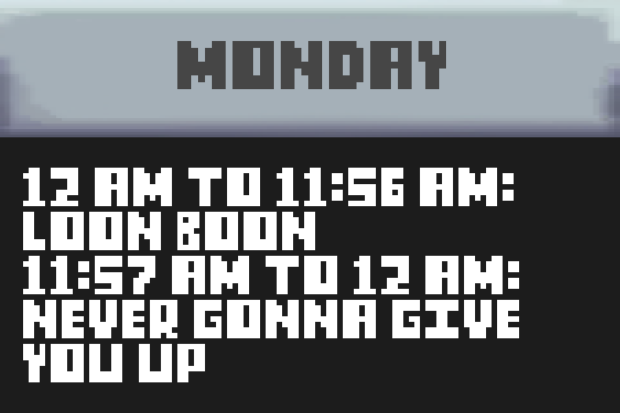 MONDAY
12 AM TO 11:56 AM:
LOON BOON
11:57 AM TO 12 AM:
NEVER GONNA GIVE
YOU UP